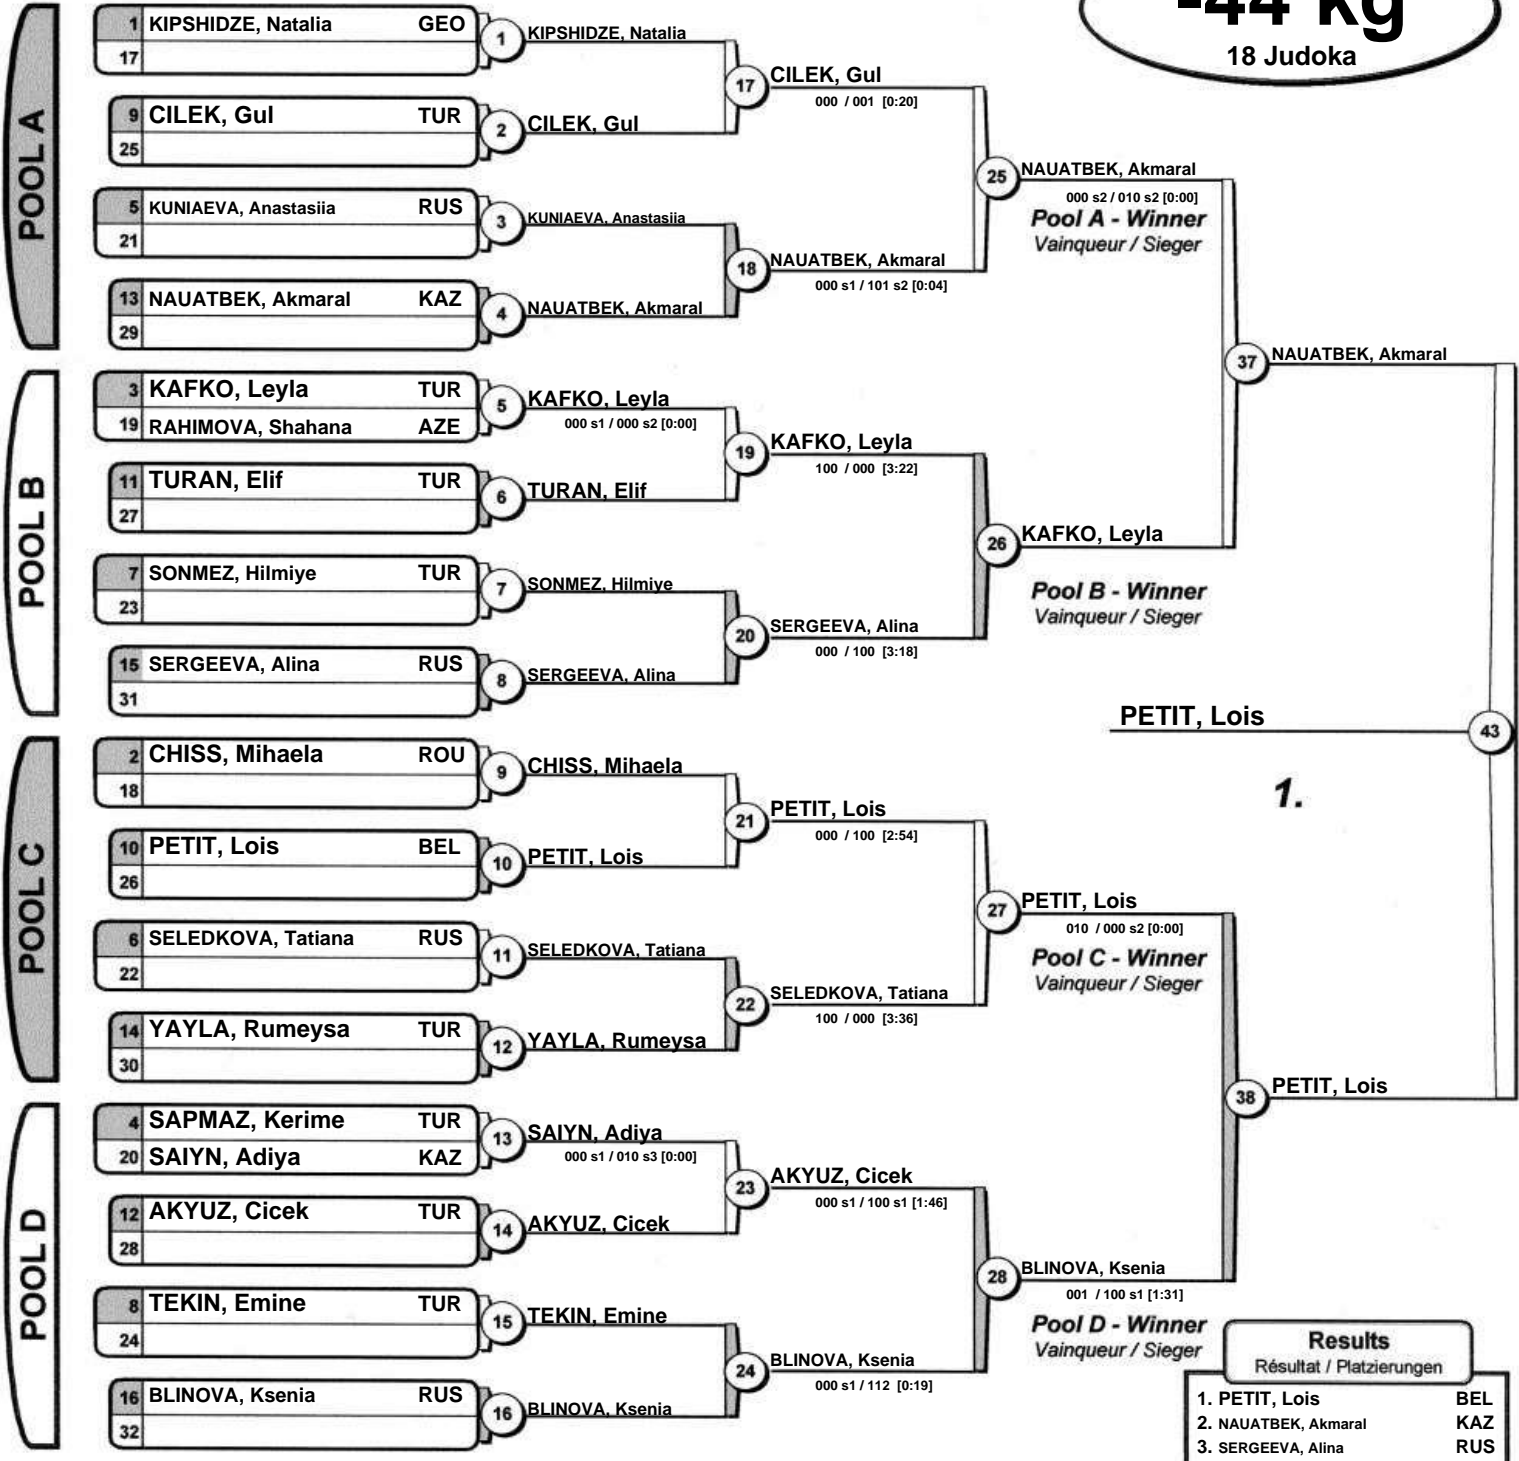 -44 kg
18 Judoka
POOL A
1 KIPSHIDZE, Natalia GEO
17
9 CILEK, Gul TUR
25
5 KUNIAEVA, Anastasiia RUS
21
13 NAUATBEK, Akmaral KAZ
29
POOL B
3 KAFKO, Leyla TUR
19 RAHIMOVA, Shahana AZE
11 TURAN, Elif TUR
27
7 SONMEZ, Hilmiye TUR
23
15 SERGEEVA, Alina RUS
31
POOL C
2 CHISS, Mihaela ROU
18
10 PETIT, Lois BEL
26
6 SELEDKOVA, Tatiana RUS
22
14 YAYLA, Rumeysa TUR
30
POOL D
4 SAPMAZ, Kerime TUR
20 SAIYN, Adiya KAZ
12 AKYUZ, Cicek TUR
28
8 TEKIN, Emine TUR
24
16 BLINOVA, Ksenia RUS
32
1 KIPSHIDZE, Natalia
2 CILEK, Gul
3 KUNIAEVA, Anastasiia
4 NAUATBEK, Akmaral
5 KAFKO, Leyla
000 s1 / 000 s2 [0:00]
6 TURAN, Elif
7 SONMEZ, Hilmiye
8 SERGEEVA, Alina
9 CHISS, Mihaela
10 PETIT, Lois
11 SELEDKOVA, Tatiana
12 YAYLA, Rumeysa
13 SAIYN, Adiya
000 s1 / 010 s3 [0:00]
14 AKYUZ, Cicek
15 TEKIN, Emine
16 BLINOVA, Ksenia
17 CILEK, Gul
000 / 001 [0:20]
18 NAUATBEK, Akmaral
000 s1 / 101 s2 [0:04]
19 KAFKO, Leyla
100 / 000 [3:22]
20 SERGEEVA, Alina
000 / 100 [3:18]
21 PETIT, Lois
000 / 100 [2:54]
22 SELEDKOVA, Tatiana
100 / 000 [3:36]
23 AKYUZ, Cicek
000 s1 / 100 s1 [1:46]
24 BLINOVA, Ksenia
000 s1 / 112 [0:19]
25 NAUATBEK, Akmaral
000 s2 / 010 s2 [0:00]
Pool A - Winner
Vainqueur / Sieger
26 KAFKO, Leyla
Pool B - Winner
Vainqueur / Sieger
27 PETIT, Lois
010 / 000 s2 [0:00]
Pool C - Winner
Vainqueur / Sieger
28 BLINOVA, Ksenia
001 / 100 s1 [1:31]
Pool D - Winner
Vainqueur / Sieger
37 NAUATBEK, Akmaral
38 PETIT, Lois
PETIT, Lois 43
1.
Results
Résultat / Platzierungen
1. PETIT, Lois BEL
2. NAUATBEK, Akmaral KAZ
3. SERGEEVA, Alina RUS